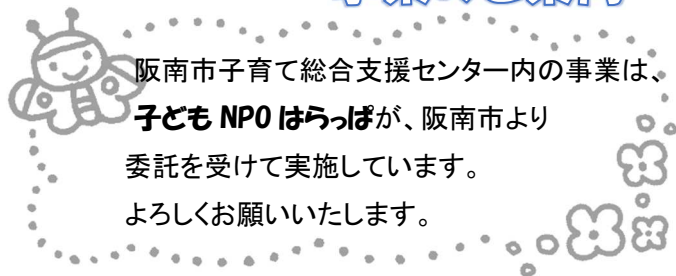 阪南市子育て総合支援センター内の事業は、
子ども NPO はらっぱが、阪南市より
委託を受けて実施しています。
よろしくお願いいたします。